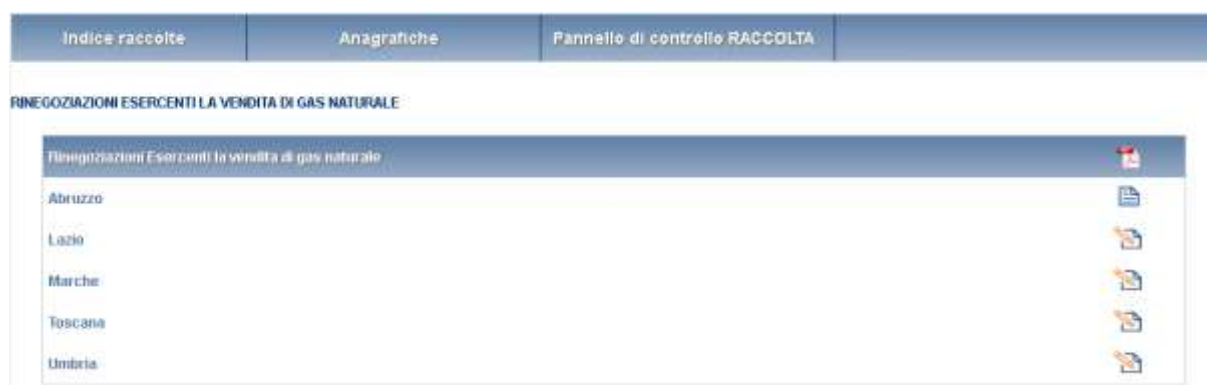 Indice raccolte Anagrafiche Pannello di controllo RACCOLTA
RINEGOZIAZIONI ESERCENTI LA VENDITA DI GAS NATURALE
Rinegoziazioni Esercenti la vendita di gas naturale
Abruzzo
Lazio
Marche
Toscana
Umbria